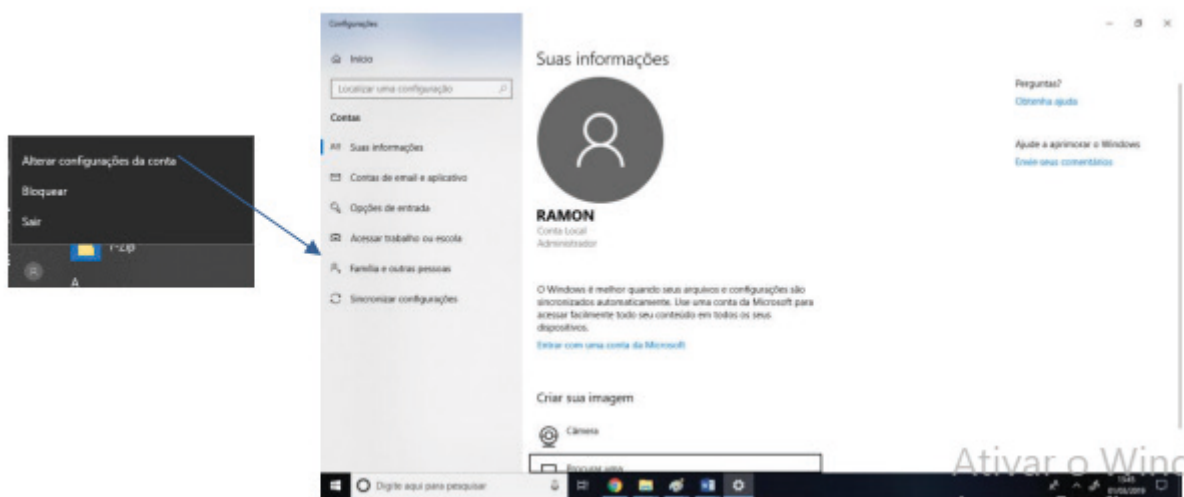 Alterar configurações da conta
Bloquear
Sair
7-Zip
A
Configurações
Início
Localizar uma configuração
Contas
Suas informações
Contas de email e aplicativo
Opções de entrada
Acessar trabalho ou escola
Família e outras pessoas
Sincronizar configurações
Suas informações
RAMON
Conta Local
Administrador
O Windows é melhor quando seus arquivos e configurações são
sincronizados automaticamente. Use uma conta da Microsoft para
acessar facilmente todo seu conteúdo em todos os seus
dispositivos.
Entrar com uma conta da Microsoft
Criar sua imagem
Câmera
Procurar uma
Perguntas?
Obtenha ajuda
Ajude a aprimorar o Windows
Envie seus comentários
Ativar o Wind
Digite aqui para pesquisar